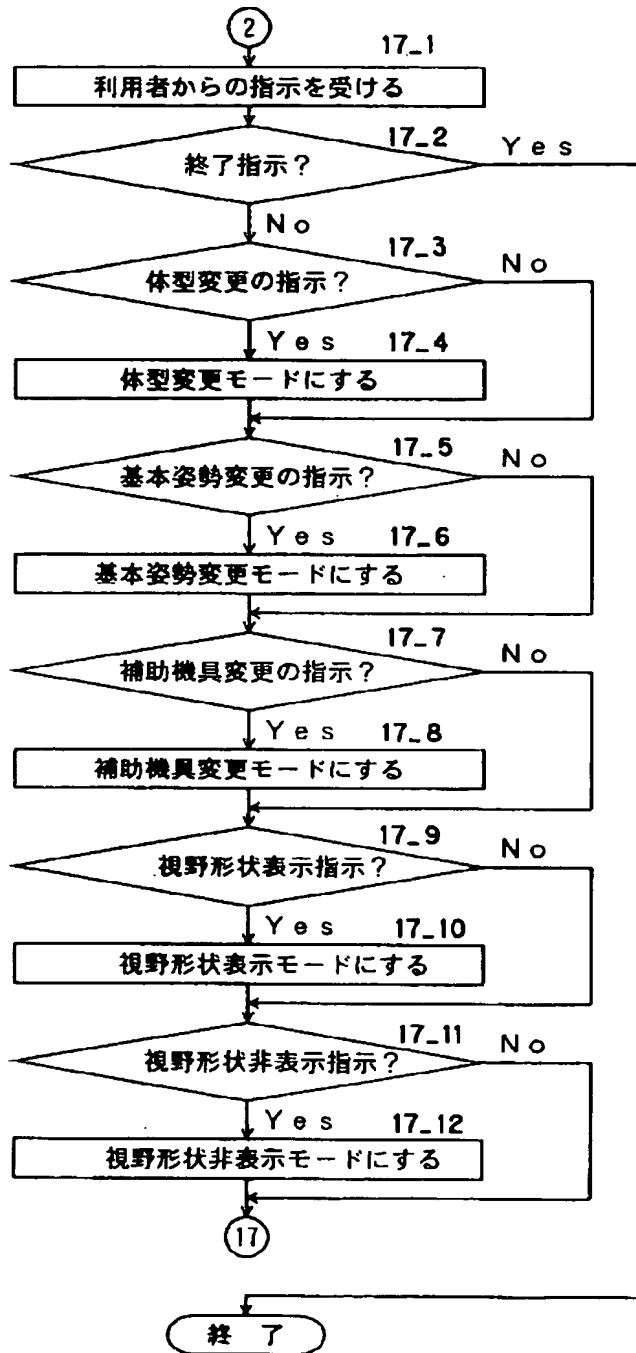 2
17_1
利用者からの指示を受ける
17_2
終了指示?
Yes
No
17_3
体型変更の指示?
No
Yes
17_4
体型変更モードにする
17_5
基本姿勢変更の指示?
No
Yes
17_6
基本姿勢変更モードにする
17_7
補助機具変更の指示?
No
Yes
17_8
補助機具変更モードにする
17_9
視野形状表示指示?
No
Yes
17_10
視野形状表示モードにする
17_11
視野形状非表示指示?
No
Yes
17_12
視野形状非表示モードにする
17
終 了